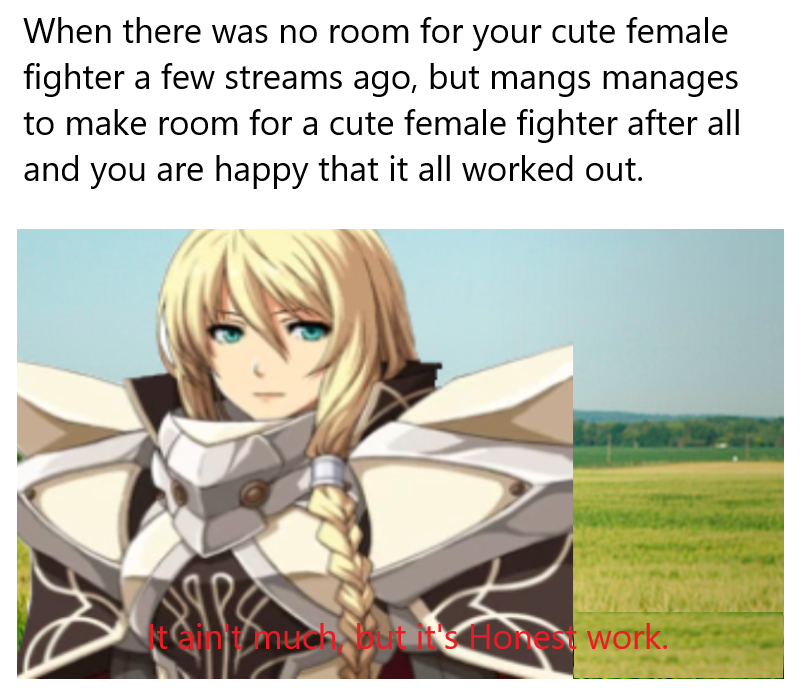 When there was no room for your cute female
fighter a few streams ago, but mangs manages
to make room for a cute female fighter after all
and you are happy that it all worked out.
It ain't much, but it's Honest work.